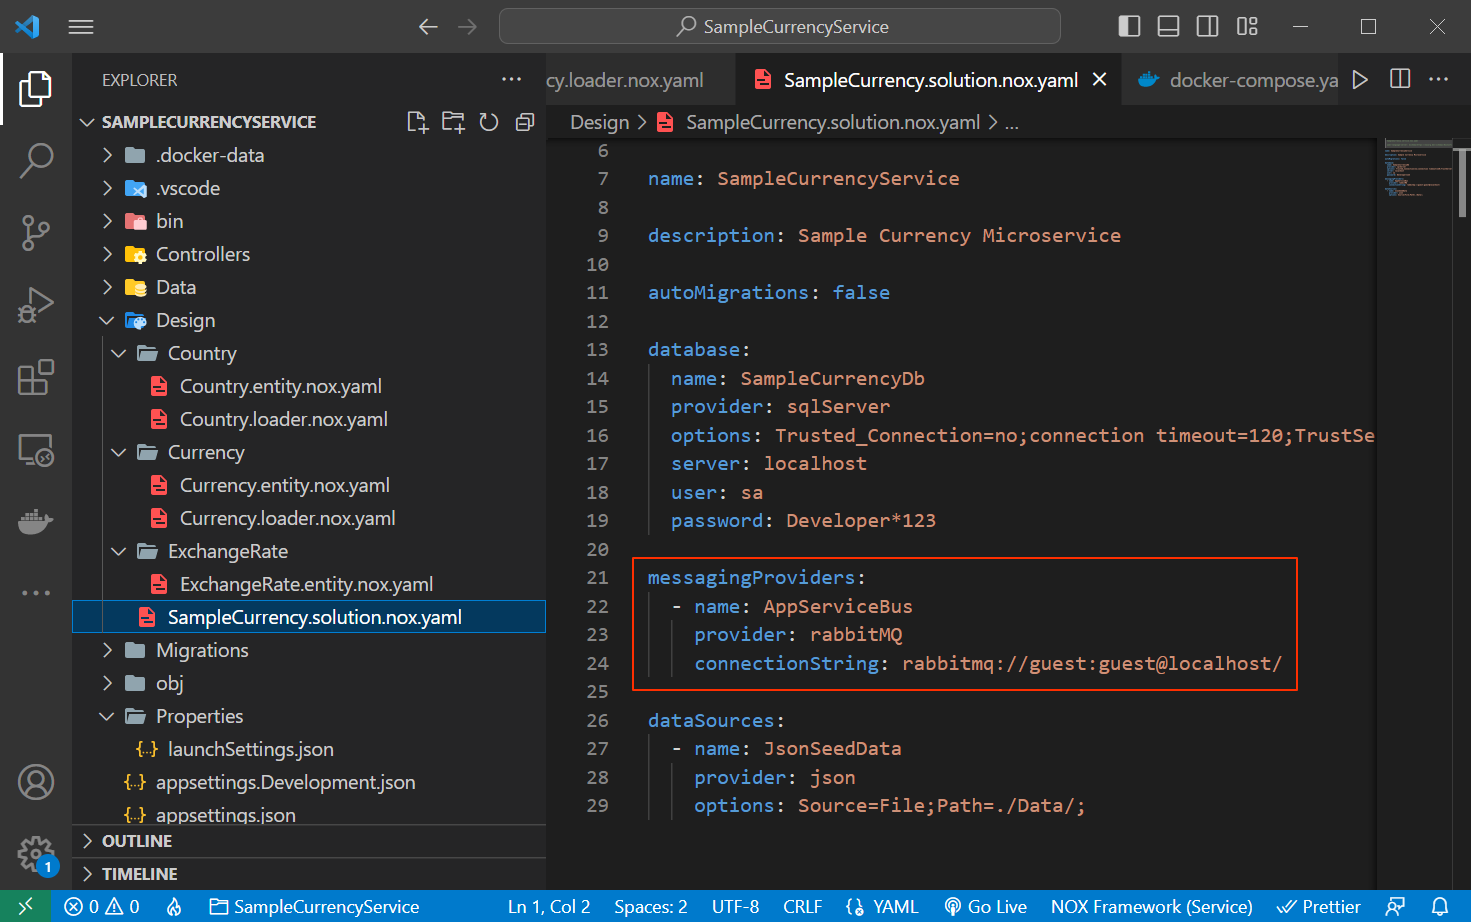 SampleCurrencyService
EXPLORER
SAMPLECURRENCYSERVICE
.docker-data
.vscode
bin
Controllers
Data
Design
Country
Country.entity.nox.yaml
Country.loader.nox.yaml
Currency
Currency.entity.nox.yaml
Currency.loader.nox.yaml
ExchangeRate
ExchangeRate.entity.nox.yaml
SampleCurrency.solution.nox.yaml
Migrations
obj
Properties
{..} launchSettings.json
{..} appsettings.Development.json
{..} appsettings.json
OUTLINE
TIMELINE
1
cy.loader.nox.yaml SampleCurrency.solution.nox.yaml docker-compose.ya
Design > SampleCurrency.solution.nox.yaml > ...
6
7 name: SampleCurrencyService
8
9 description: Sample Currency Microservice
10
11 autoMigrations: false
12
13 database:
14 name: SampleCurrencyDb
15 provider: sqlServer
16 options: Trusted_Connection=no;connection timeout=120;TrustSe
17 server: localhost
18 user: sa
19 password: Developer*123
20
21 messagingProviders:
22 - name: AppServiceBus
23 provider: rabbitMQ
24 connectionString: rabbitmq://guest:guest@localhost/
25
26 dataSources:
27 - name: JsonSeedData
28 provider: json
29 options: Source=File;Path=./Data/;
0 0 SampleCurrencyService Ln 1, Col 2 Spaces: 2 UTF-8 CRLF YAML Go Live NOX Framework (Service) Prettier